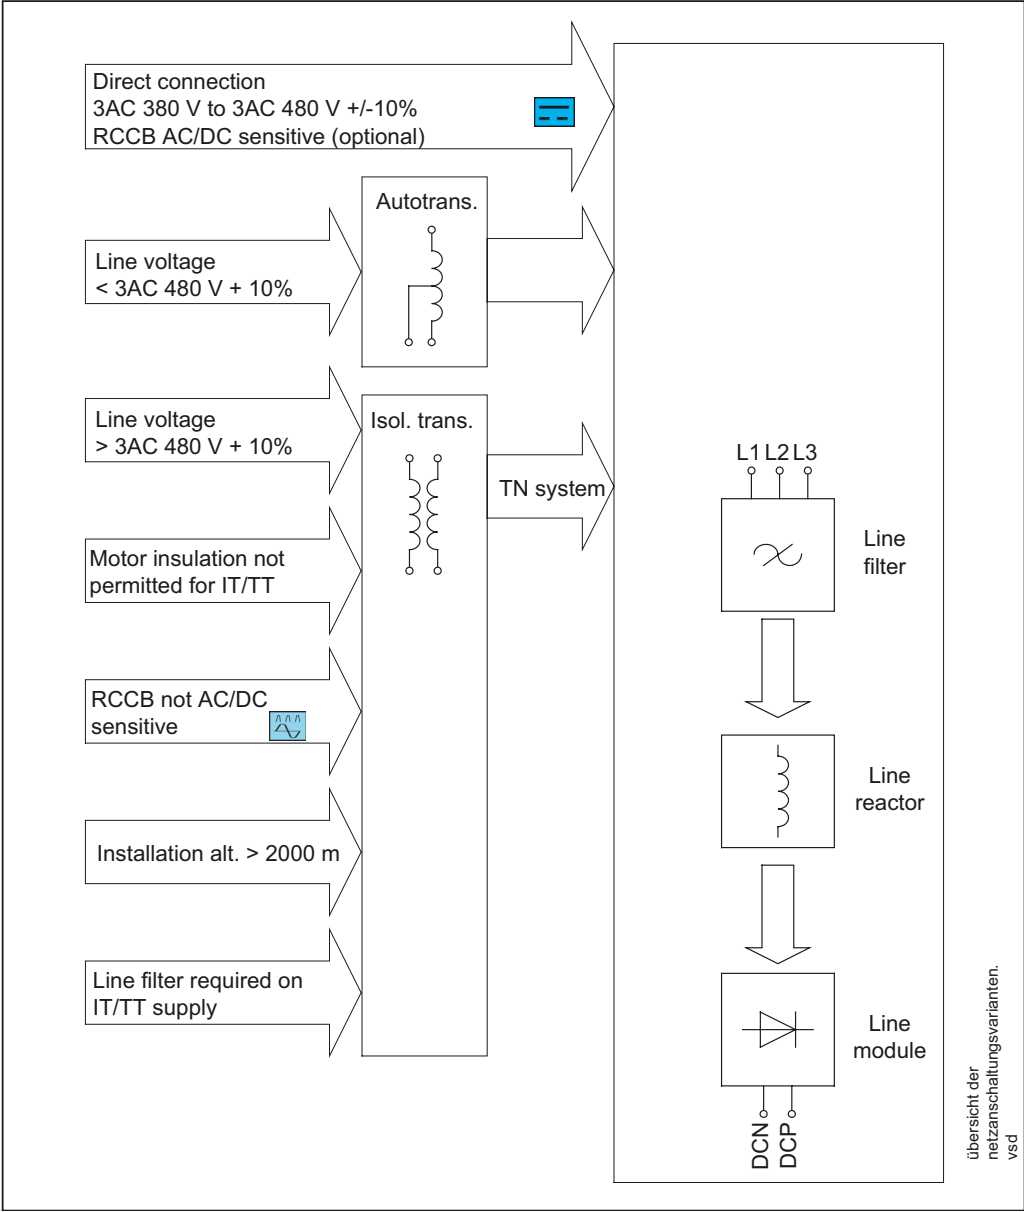 Direct connection
3AC 380 V to 3AC 480 V +/-10%
RCCB AC/DC sensitive (optional)
Autotrans.
Line voltage
< 3AC 480 V + 10%
Line voltage
> 3AC 480 V + 10%
Isol. trans.
TN system
Motor insulation not
permitted for IT/TT
RCCB not AC/DC
sensitive
Installation alt. > 2000 m
Line filter required on
IT/TT supply
L1 L2 L3
Line
filter
Line
reactor
Line
module
DCN
DCP
übersicht der
netzanschaltungsvarianten.
vsd